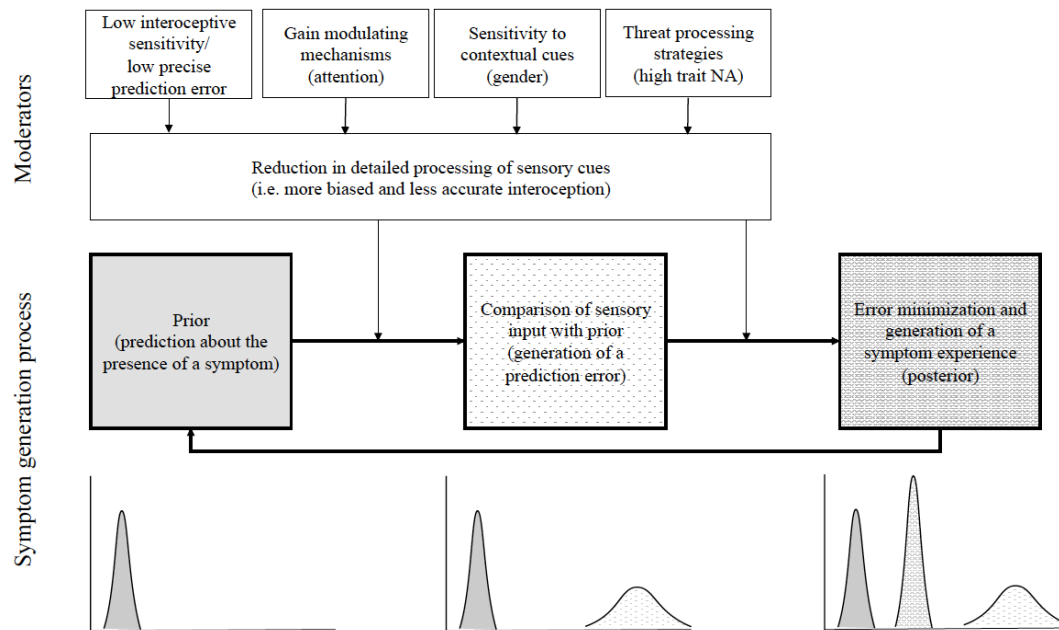 Moderators
Low interoceptive
sensitivity/
low precise
prediction error
Gain modulating
mechanisms
(attention)
Sensitivity to
contextual cues
(gender)
Threat processing
strategies
(high trait NA)
Reduction in detailed processing of sensory cues
(i.e. more biased and less accurate interoception)
Symptom generation process
Prior
(prediction about the
presence of a symptom)
Comparison of sensory
input with prior
(generation of a
prediction error)
Error minimization and
generation of a
symptom experience
(posterior)